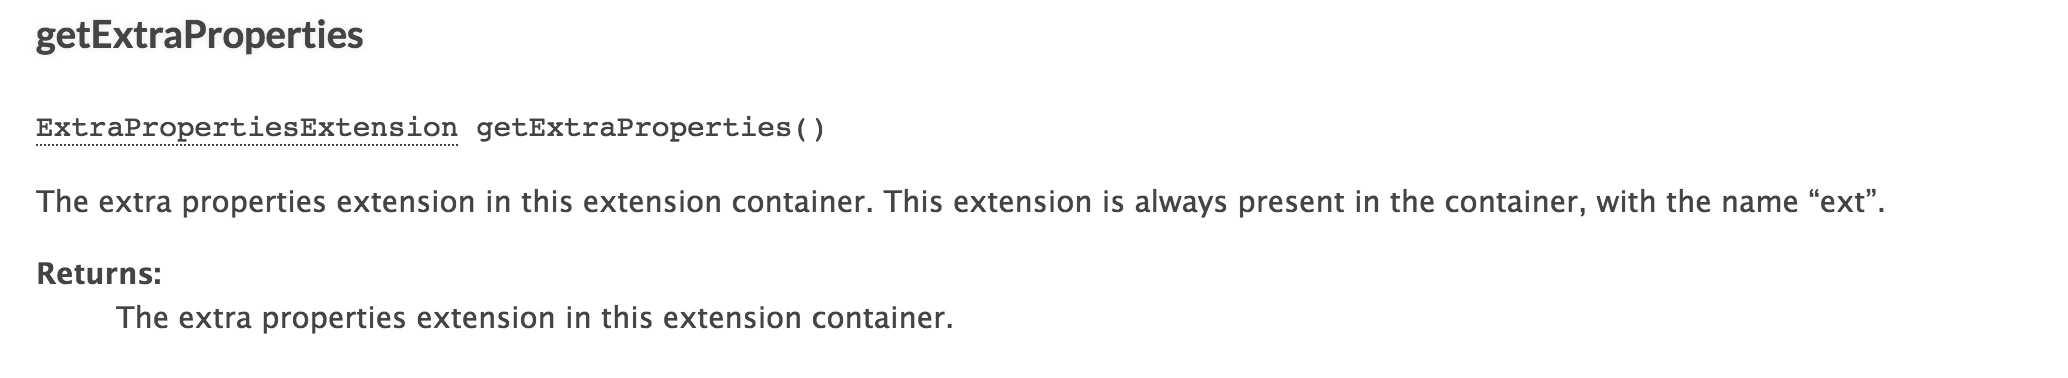 getExtraProperties
ExtraPropertiesExtension getExtraProperties()
The extra properties extension in this extension container. This extension is always present in the container, with the name “ext”.
Returns:
The extra properties extension in this extension container.